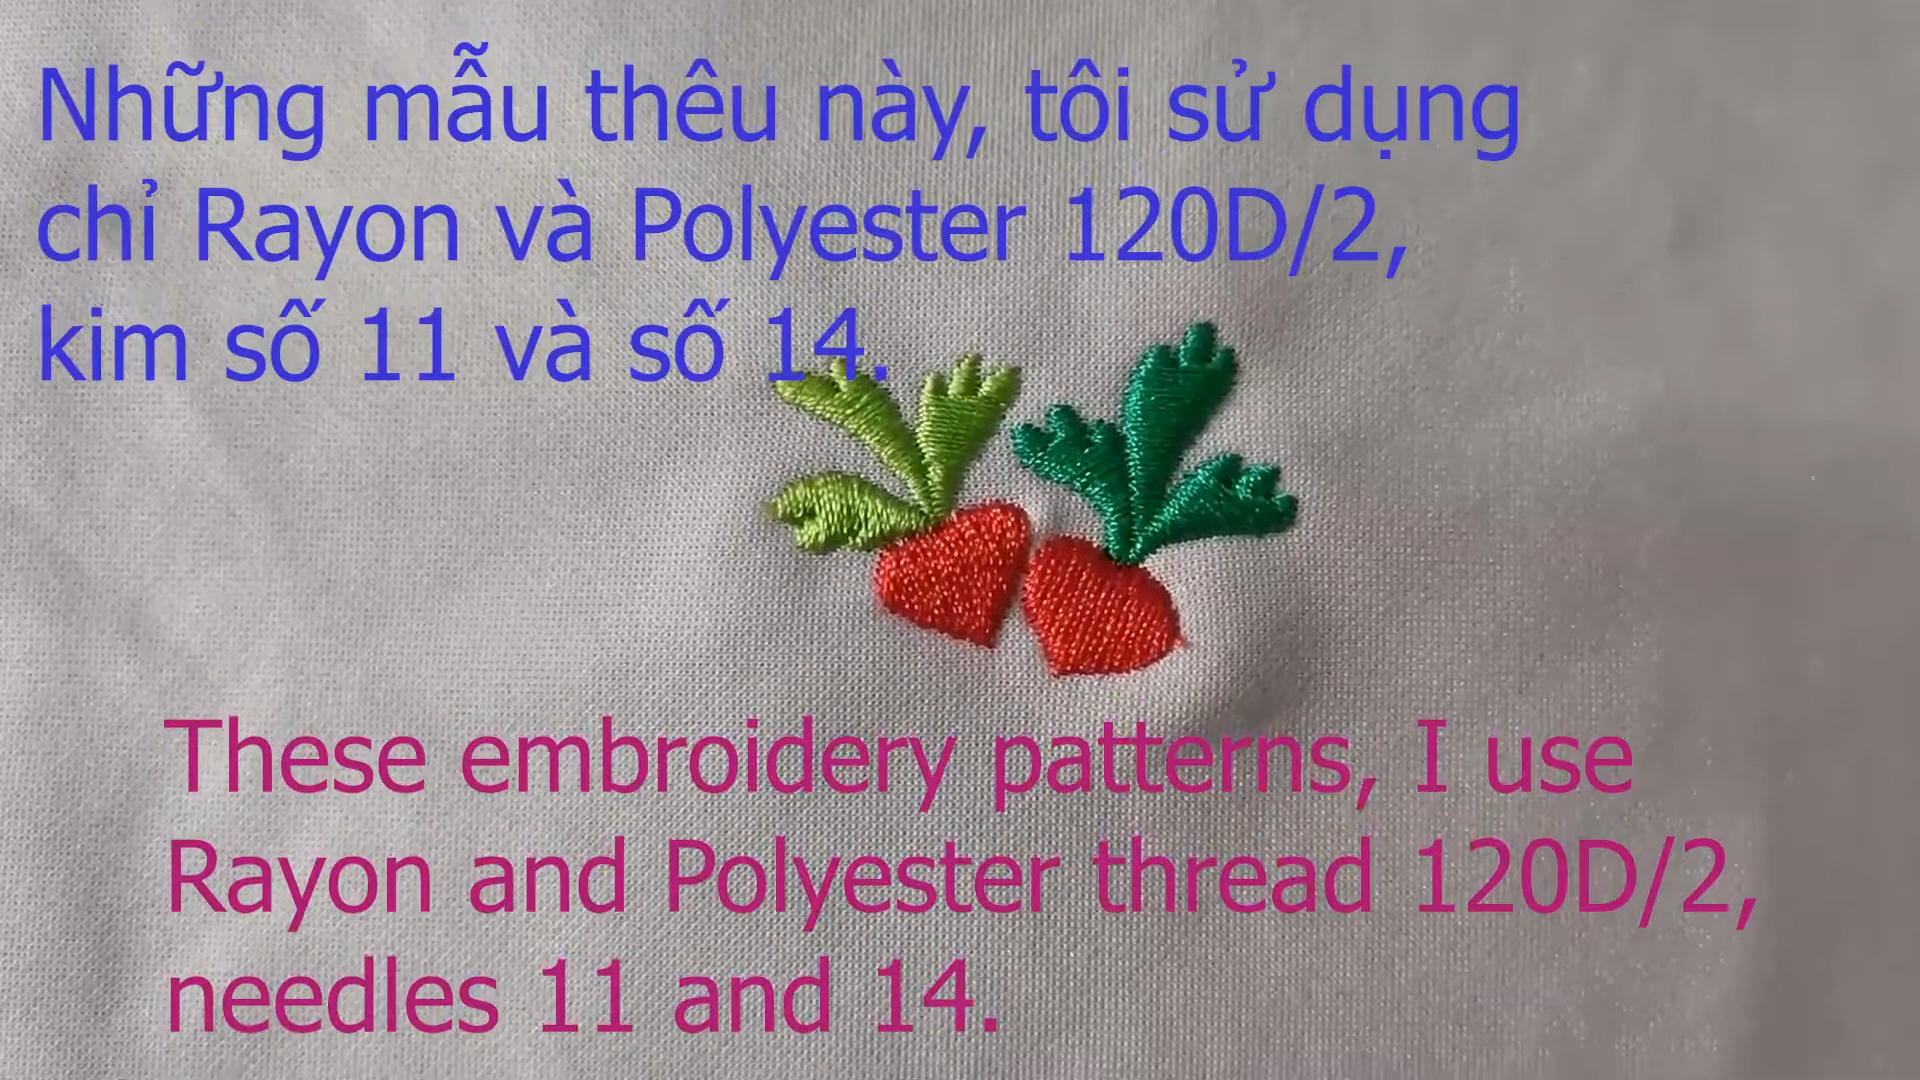 Những mẫu thêu này, tôi sử dụng
chỉ Rayon và Polyester 120D/2,
kim số 11 và số 14.
These embroidery patterns, I use
Rayon and Polyester thread 120D/2,
needles 11 and 14.